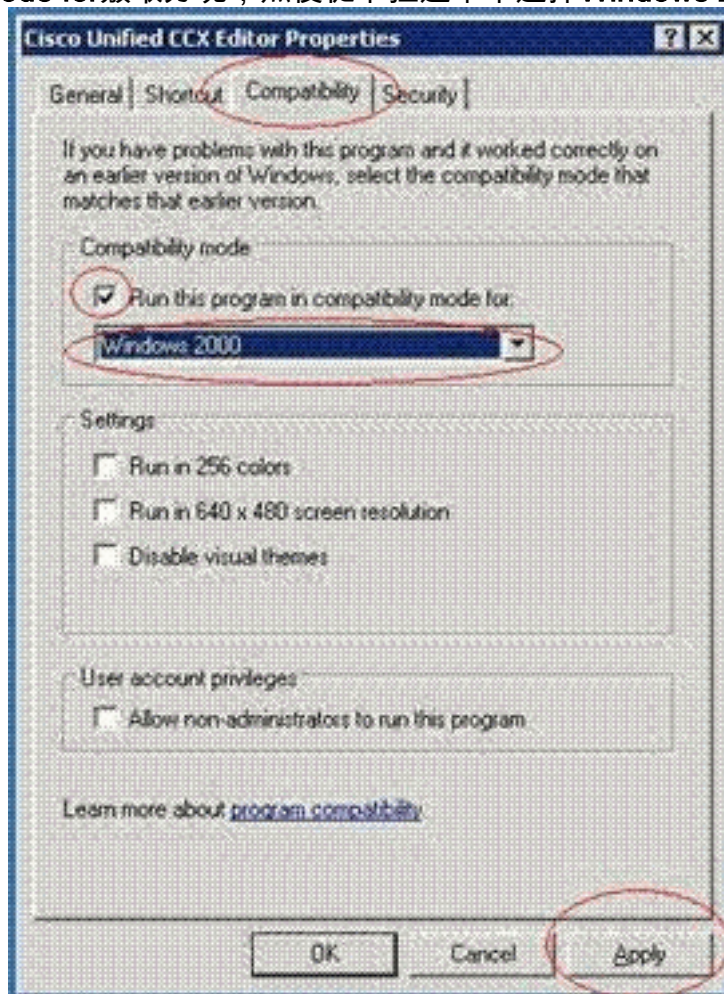 Cisco Unified CCX Editor Properties
General Shortcut Compatibility Security
If you have problems with this program and it worked correctly on
an earlier version of Windows, select the compatibility mode that
matches that earlier version.
Compatibility mode
Run this program in compatibility mode for:
Windows 2000
Settings
Run in 256 colors
Run in 640 x 480 screen resolution
Disable visual themes
User account privileges
Allow non-administrators to run this program
Learn more about program compatibility.
OK Cancel Apply